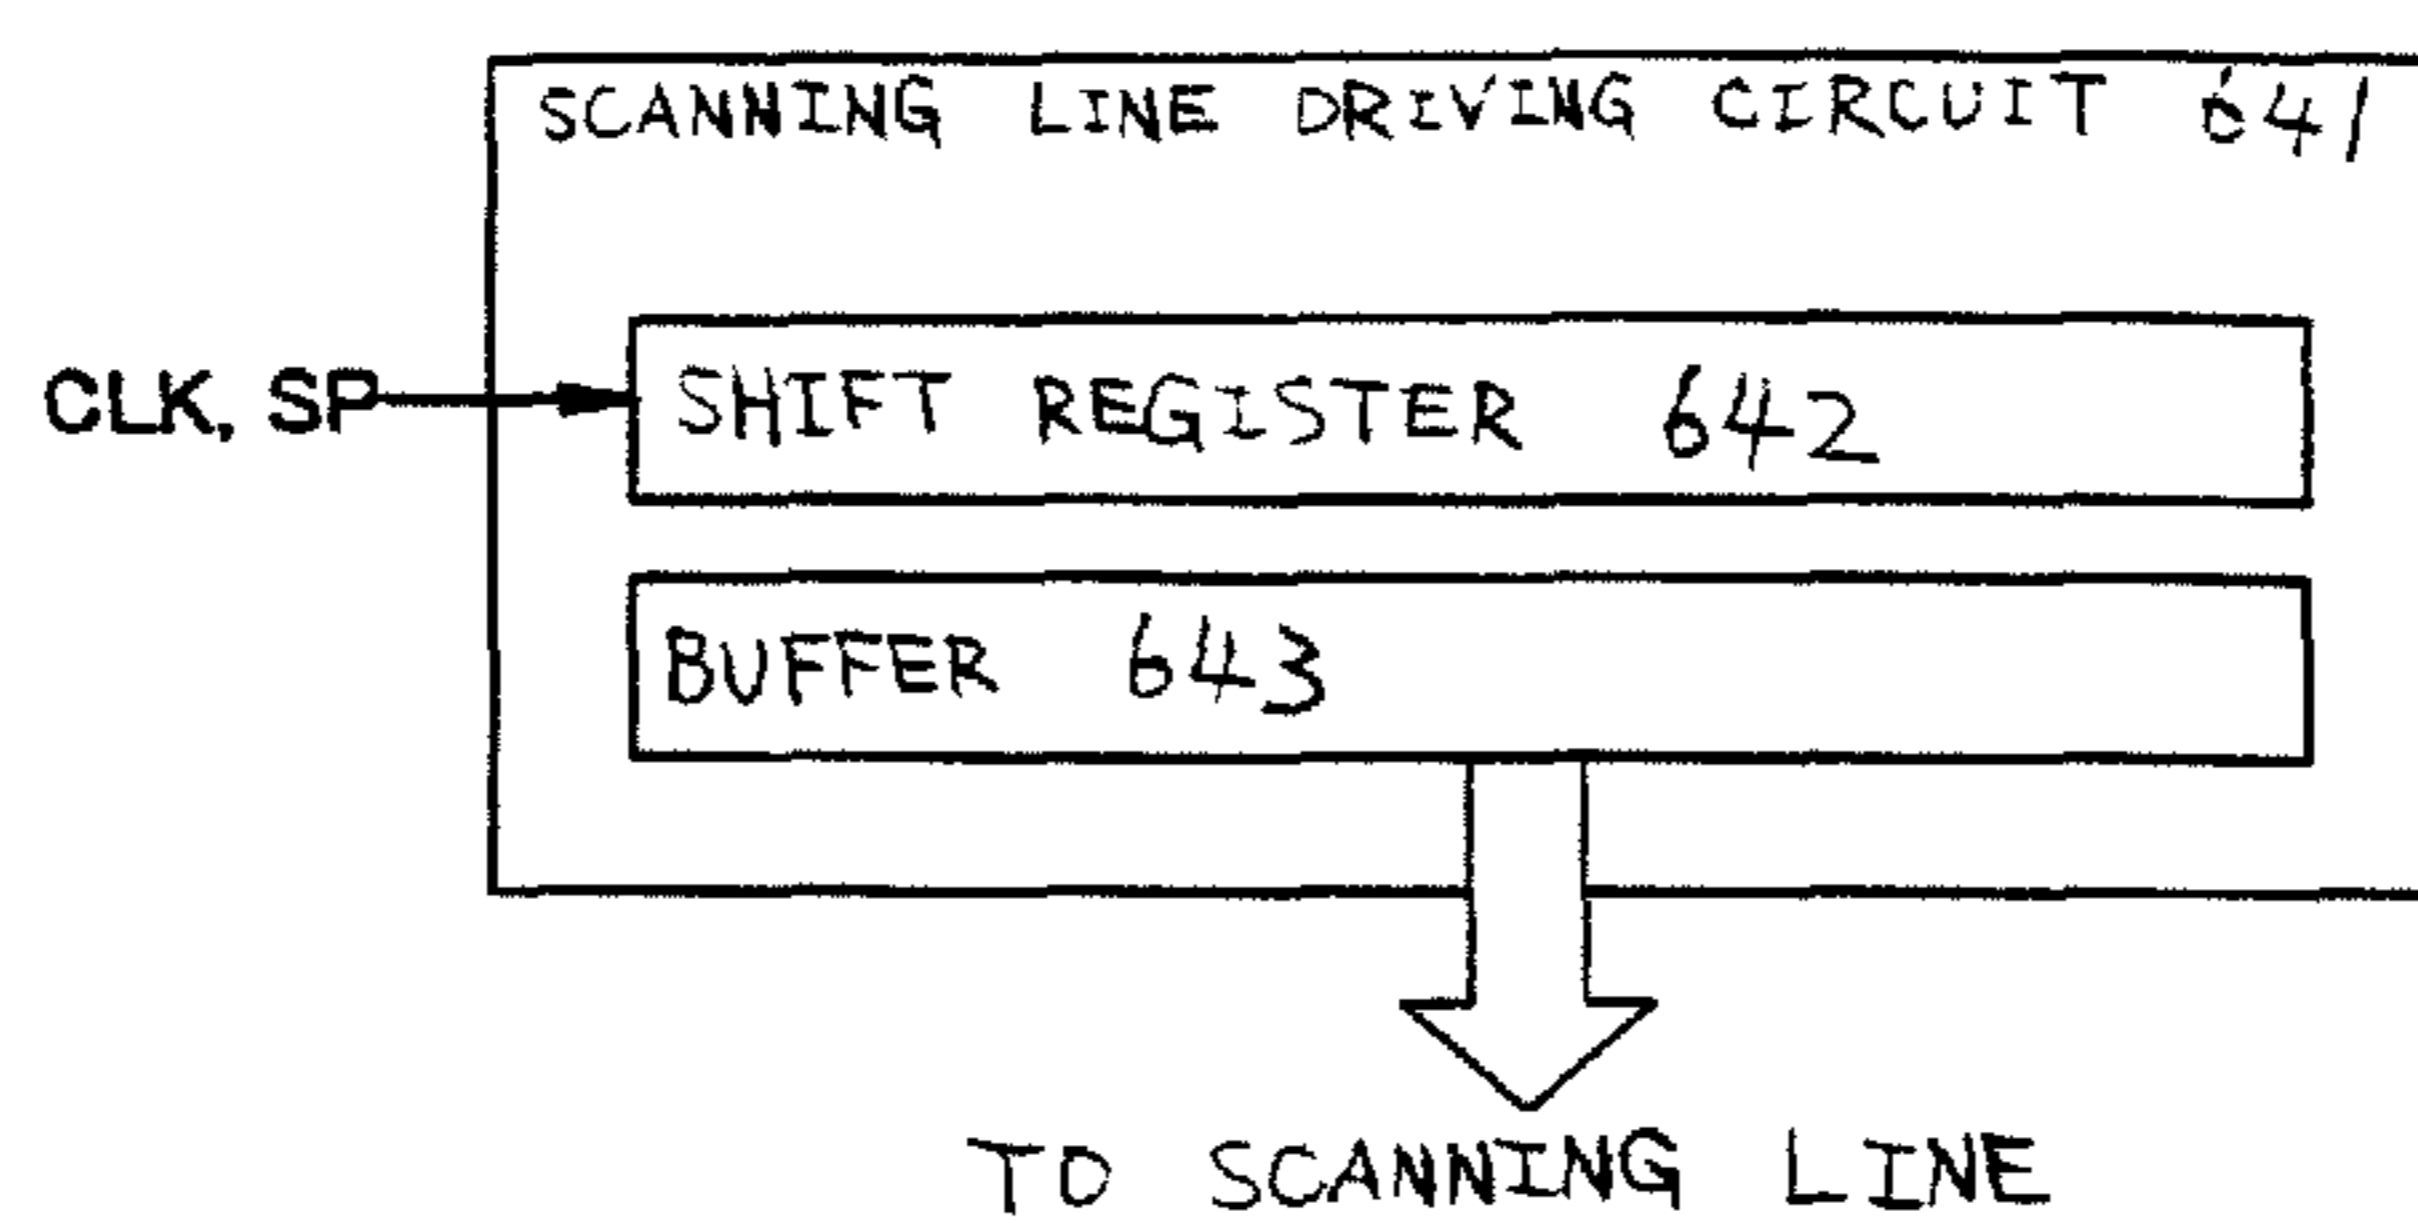 SCANNING LINE DRIVING CIRCUIT 641
CLK, SP
SHIFT REGISTER 642
BUFFER 643
TO SCANNING LINE